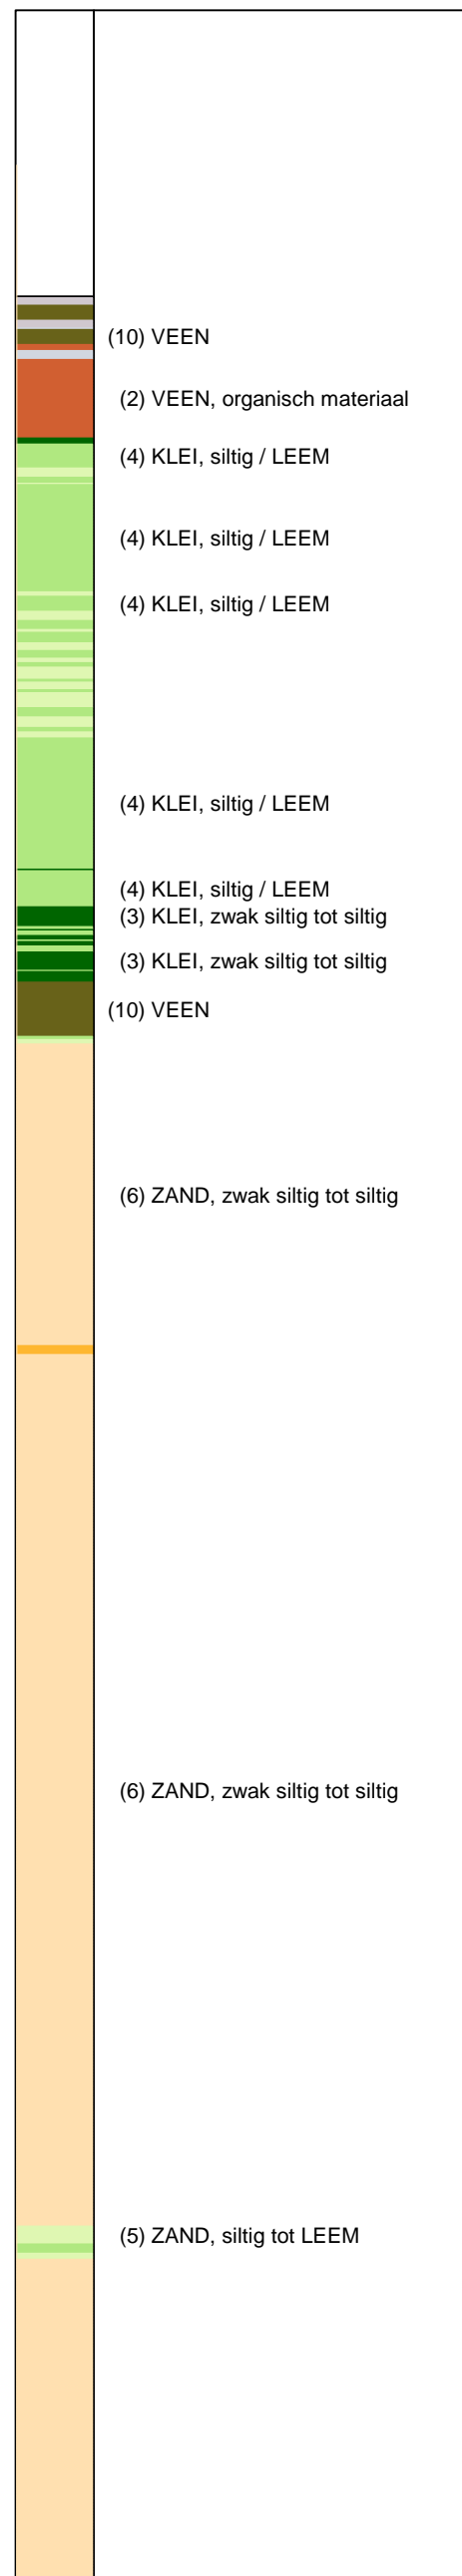 (10) VEEN
(2) VEEN, organisch materiaal
(4) KLEI, siltig / LEEM
(4) KLEI, siltig / LEEM
(4) KLEI, siltig / LEEM
(4) KLEI, siltig / LEEM
(4) KLEI, siltig / LEEM
(3) KLEI, zwak siltig tot siltig
(3) KLEI, zwak siltig tot siltig
(10) VEEN
(6) ZAND, zwak siltig tot siltig
(6) ZAND, zwak siltig tot siltig
(5) ZAND, siltig tot LEEM